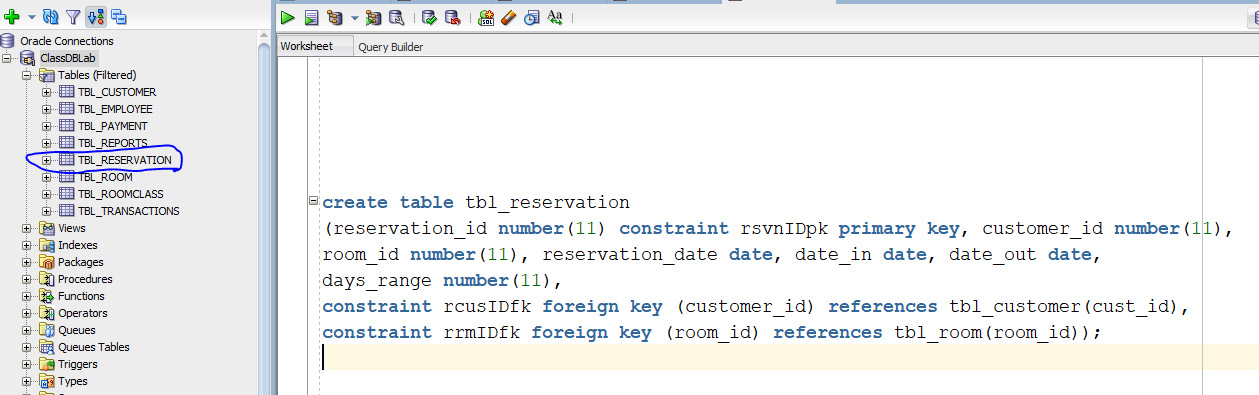 Oracle Connections
ClassDBLab
Tables (Filtered)
TBL_CUSTOMER
TBL_EMPLOYEE
TBL_PAYMENT
TBL_REPORTS
TBL_RESERVATION
TBL_ROOM
TBL_ROOMCLASS
TBL_TRANSACTIONS
Views
Indexes
Packages
Procedures
Functions
Operators
Queues
Queues Tables
Triggers
Types
SQL
Aa
Worksheet
Query Builder
create table tbl_reservation
(reservation_id number(11) constraint rsvnIDpk primary key, customer_id number(11),
room_id number(11), reservation_date date, date_in date, date_out date,
days_range number(11),
constraint rcusIDfk foreign key (customer_id) references tbl_customer(cust_id),
constraint rrmIDfk foreign key (room_id) references tbl_room(room_id));